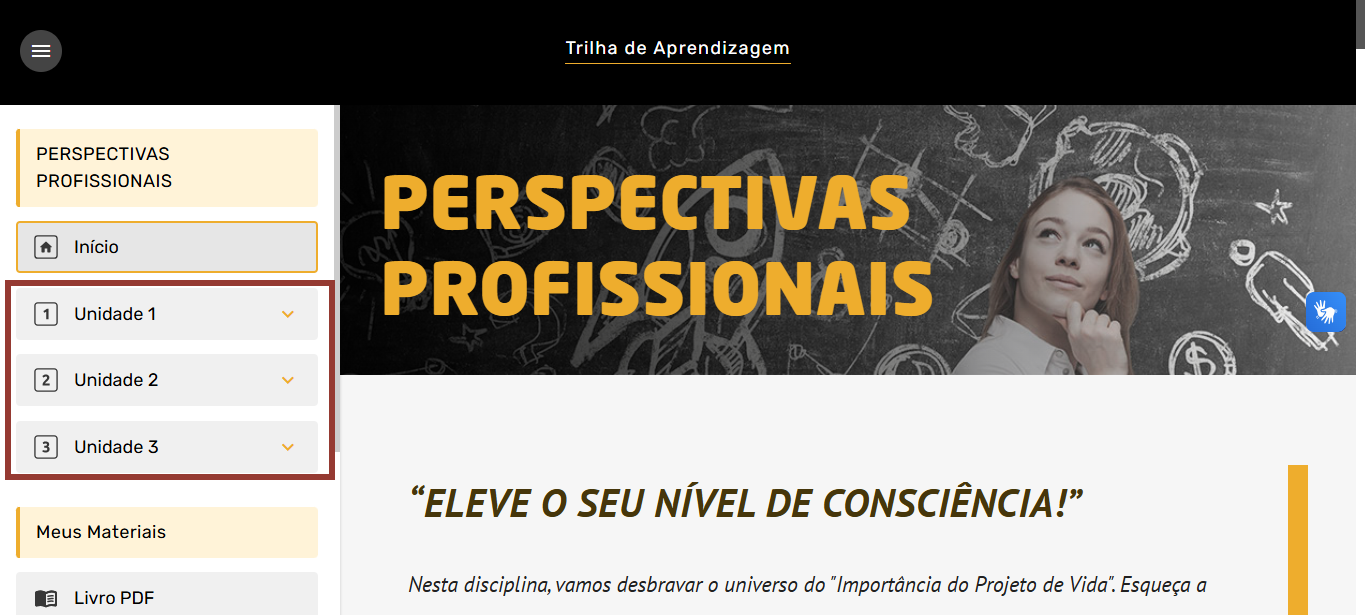 Trilha de Aprendizagem
PERSPECTIVAS
PROFISSIONAIS
Início
1 Unidade 1
2 Unidade 2
3 Unidade 3
Meus Materiais
Livro PDF
PERSPECTIVAS
PROFISSIONAIS
“ELEVE O SEU NÍVEL DE CONSCIÊNCIA!”
Nesta disciplina, vamos desbravar o universo do "Importância do Projeto de Vida". Esqueça a